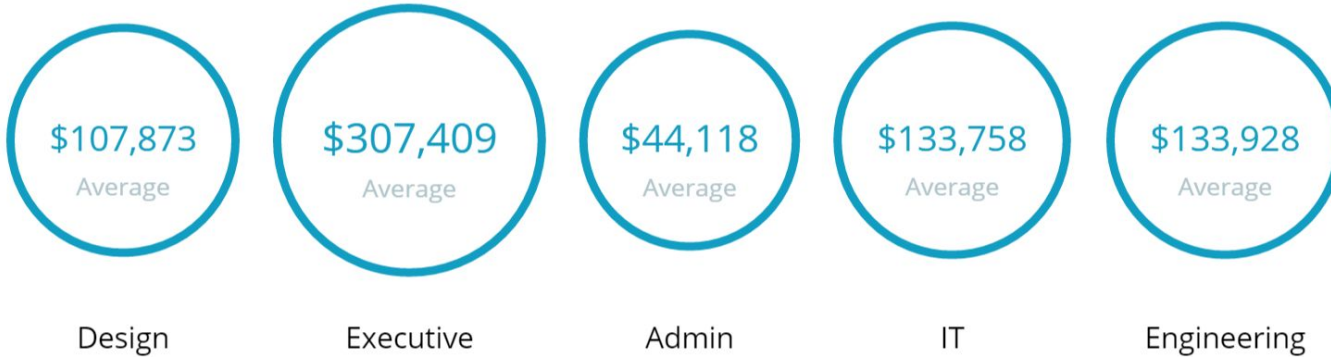 $107,873 $307,409 $44,118 $133,758 $133,928
Average Average Average Average Average
Design Executive Admin IT Engineering